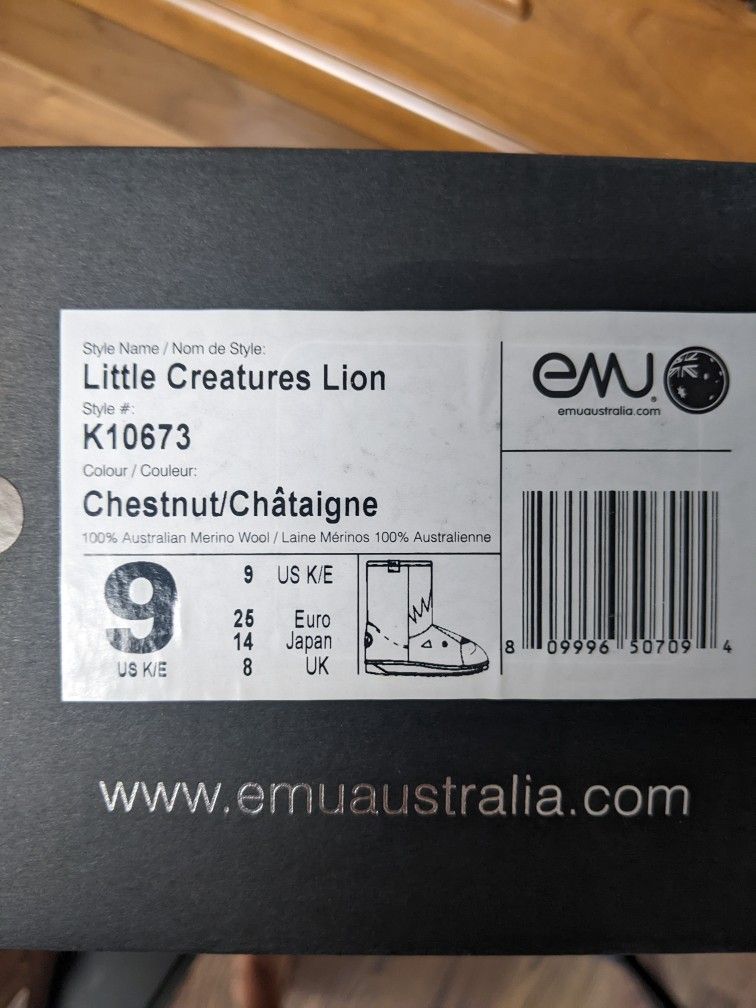 Style Name / Nom de Style:
Little Creatures Lion
Style #:
K10673
Colour / Couleur:
Chestnut/Châtaigne
100% Australian Merino Wool / Laine Mérinos 100% Australienne
9
US K/E
9 US K/E
25 Euro
14 Japan
8 UK
emu®
emuaustralia.com
8 09996 50709 4
www.emuaustralia.com